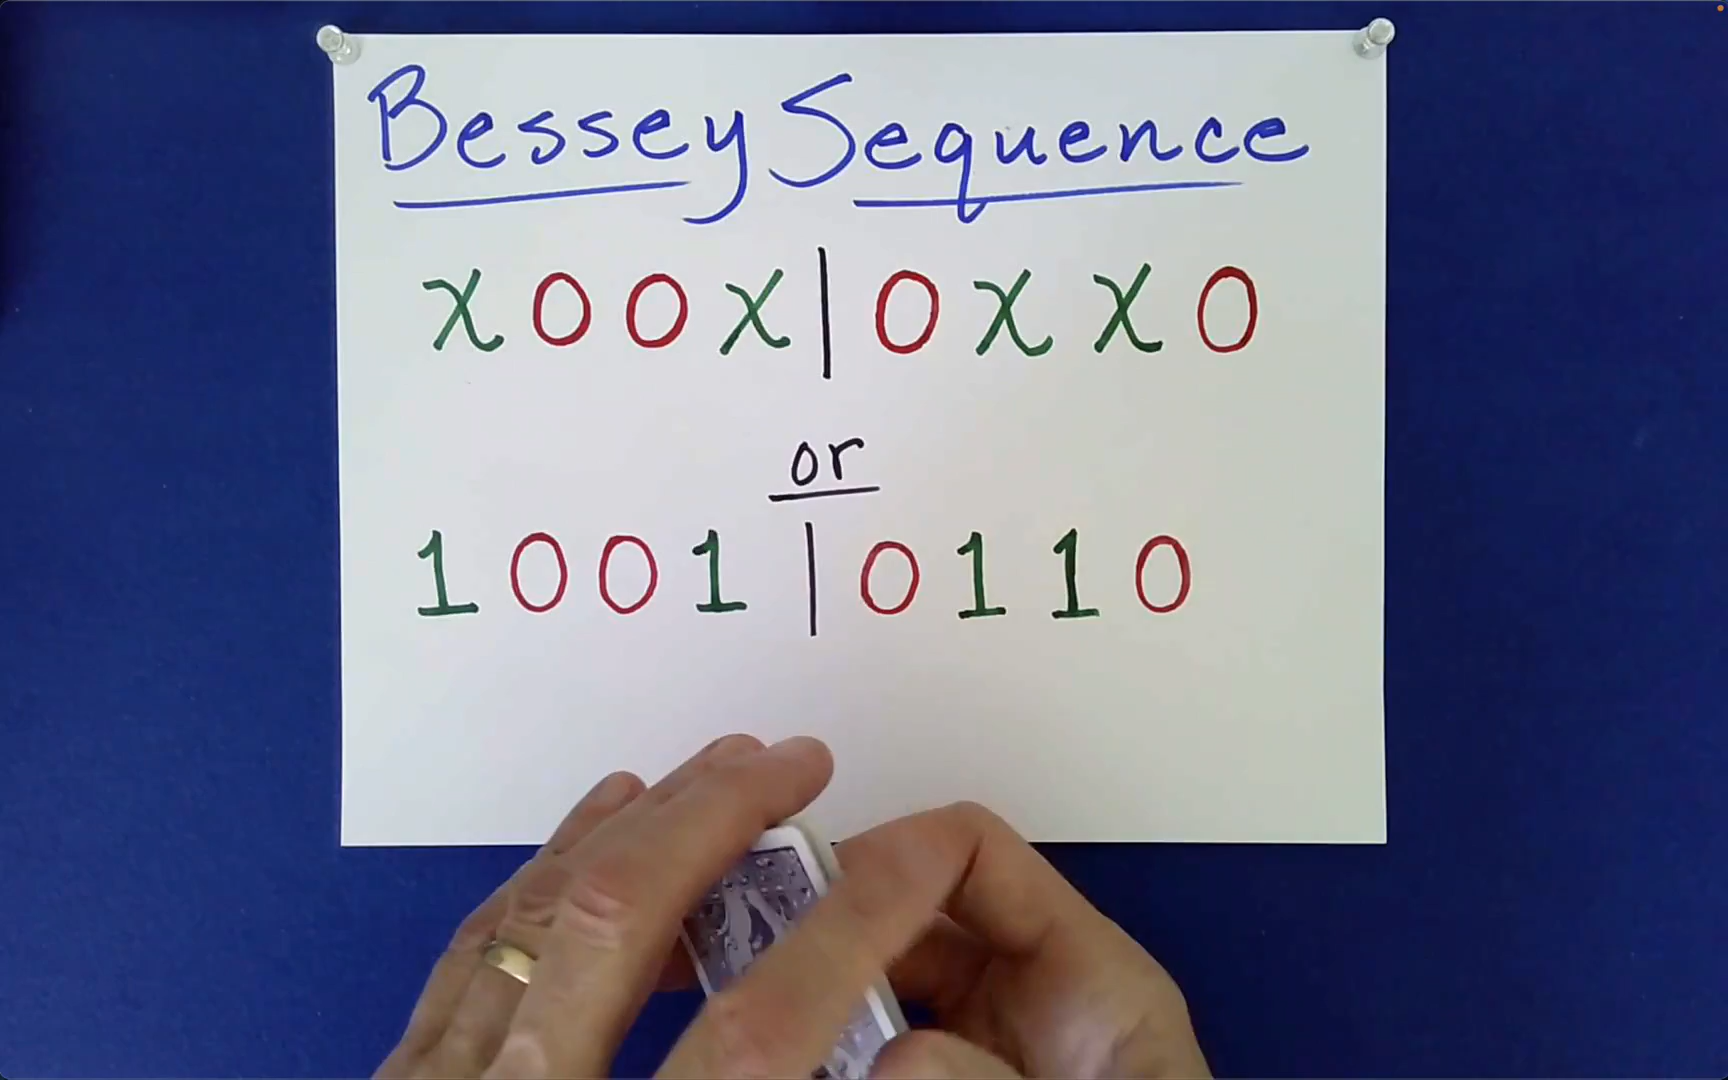 Bessey Sequence
X O O X | O X X O
or
1 0 0 1 | 0 1 1 0